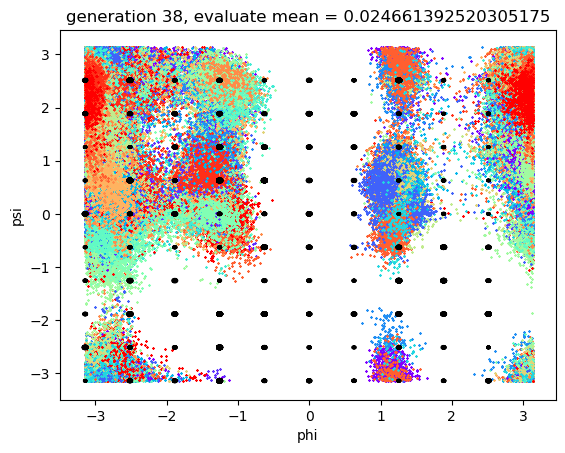 generation 38, evaluate mean = 0.024661392520305175
3
2
1
0
−1
−2
−3
psi
−3 −2 −1 0 1 2 3
phi